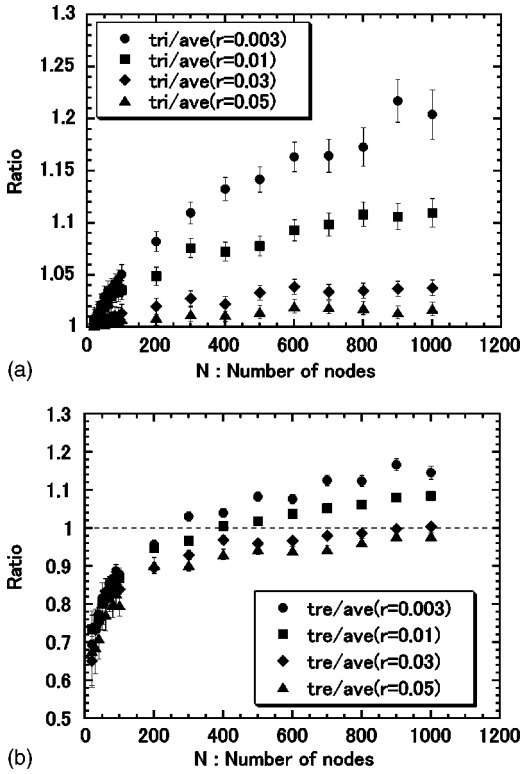 1.3
1.25
1.2
1.15
1.1
1.05
1
Ratio
tri/ave(r=0.003)
tri/ave(r=0.01)
tri/ave(r=0.03)
tri/ave(r=0.05)
0 200 400 600 800 1000 1200
(a) N : Number of nodes
1.3
1.2
1.1
1
0.9
0.8
0.7
0.6
0.5
Ratio
tre/ave(r=0.003)
tre/ave(r=0.01)
tre/ave(r=0.03)
tre/ave(r=0.05)
0 200 400 600 800 1000 1200
(b) N : Number of nodes